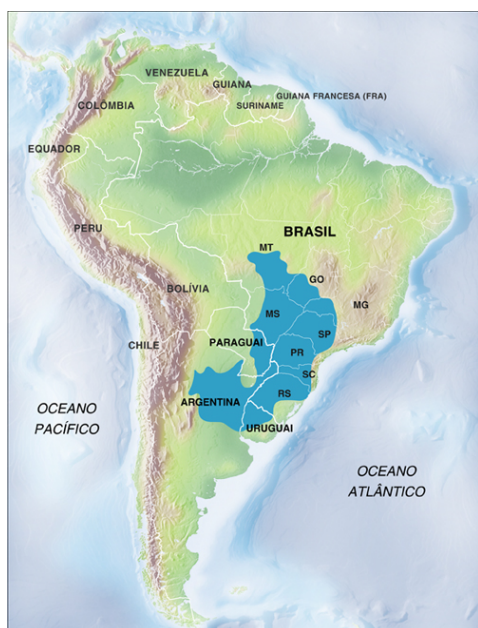 VENEZUELA
GUIANA
GUIANA FRANCESA (FRA)
SURINAME
COLÔMBIA
EQUADOR
BRASIL
PERU
MT
GO
BOLÍVIA
MG
MS
SP
PARAGUAI
CHILE
PR
SC
RS
ARGENTINA
OCEANO
PACÍFICO
URUGUAI
OCEANO
ATLÂNTICO